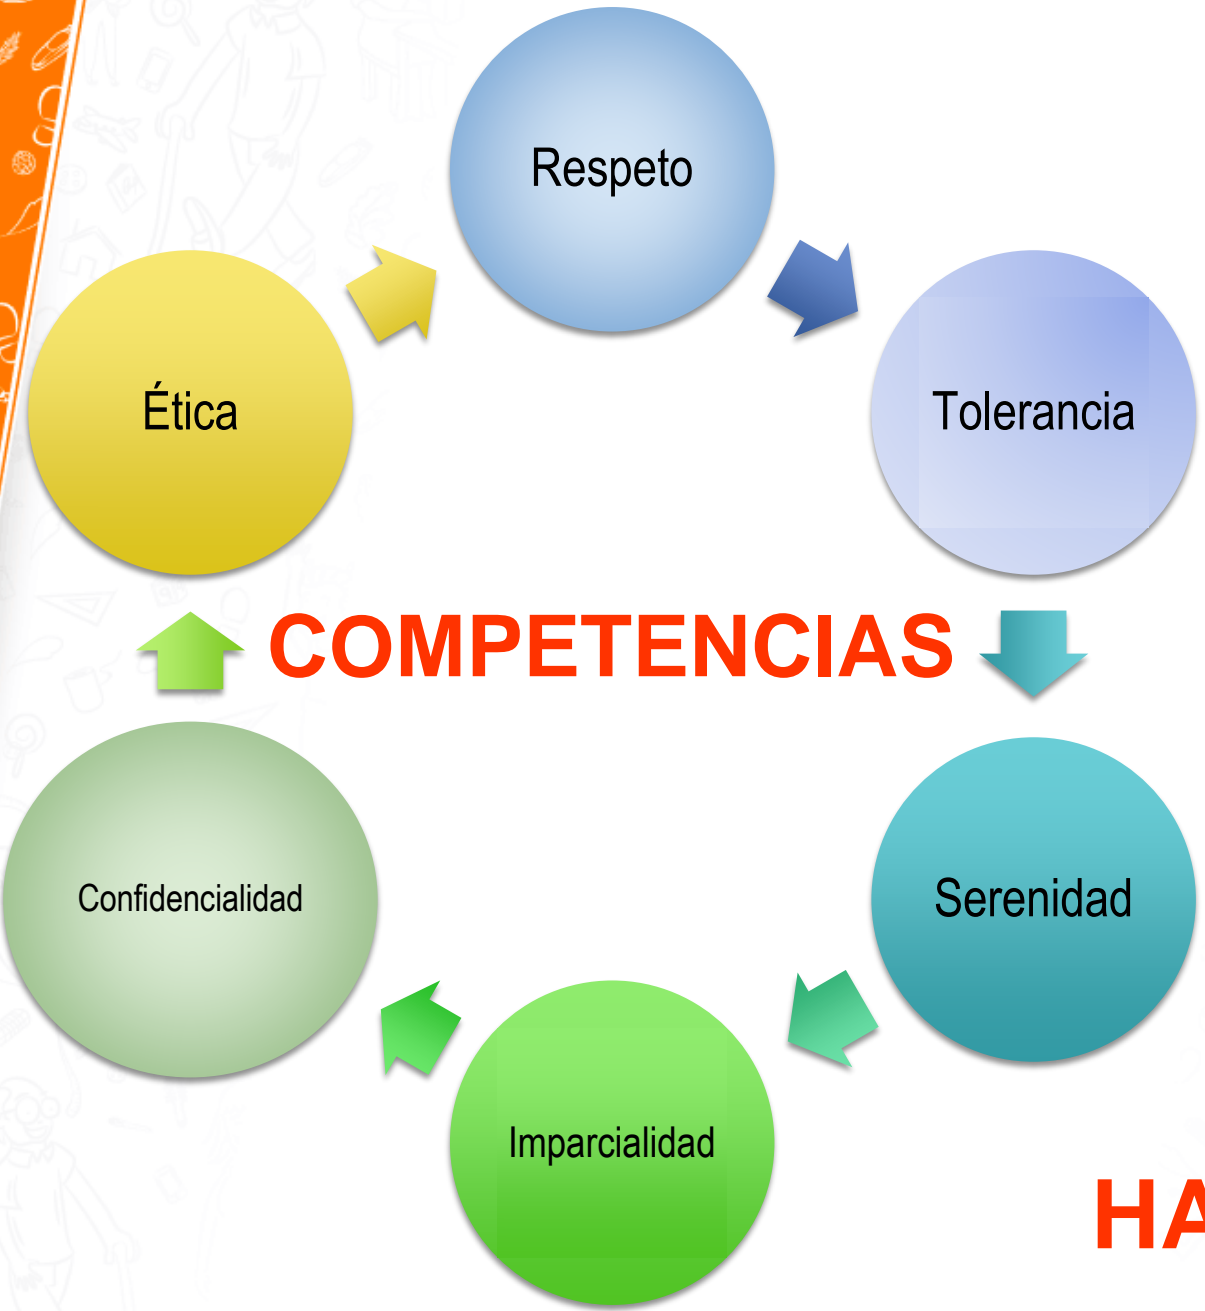 Respeto
Ética
Tolerancia
COMPETENCIAS
Confidencialidad
Serenidad
Imparcialidad
HA